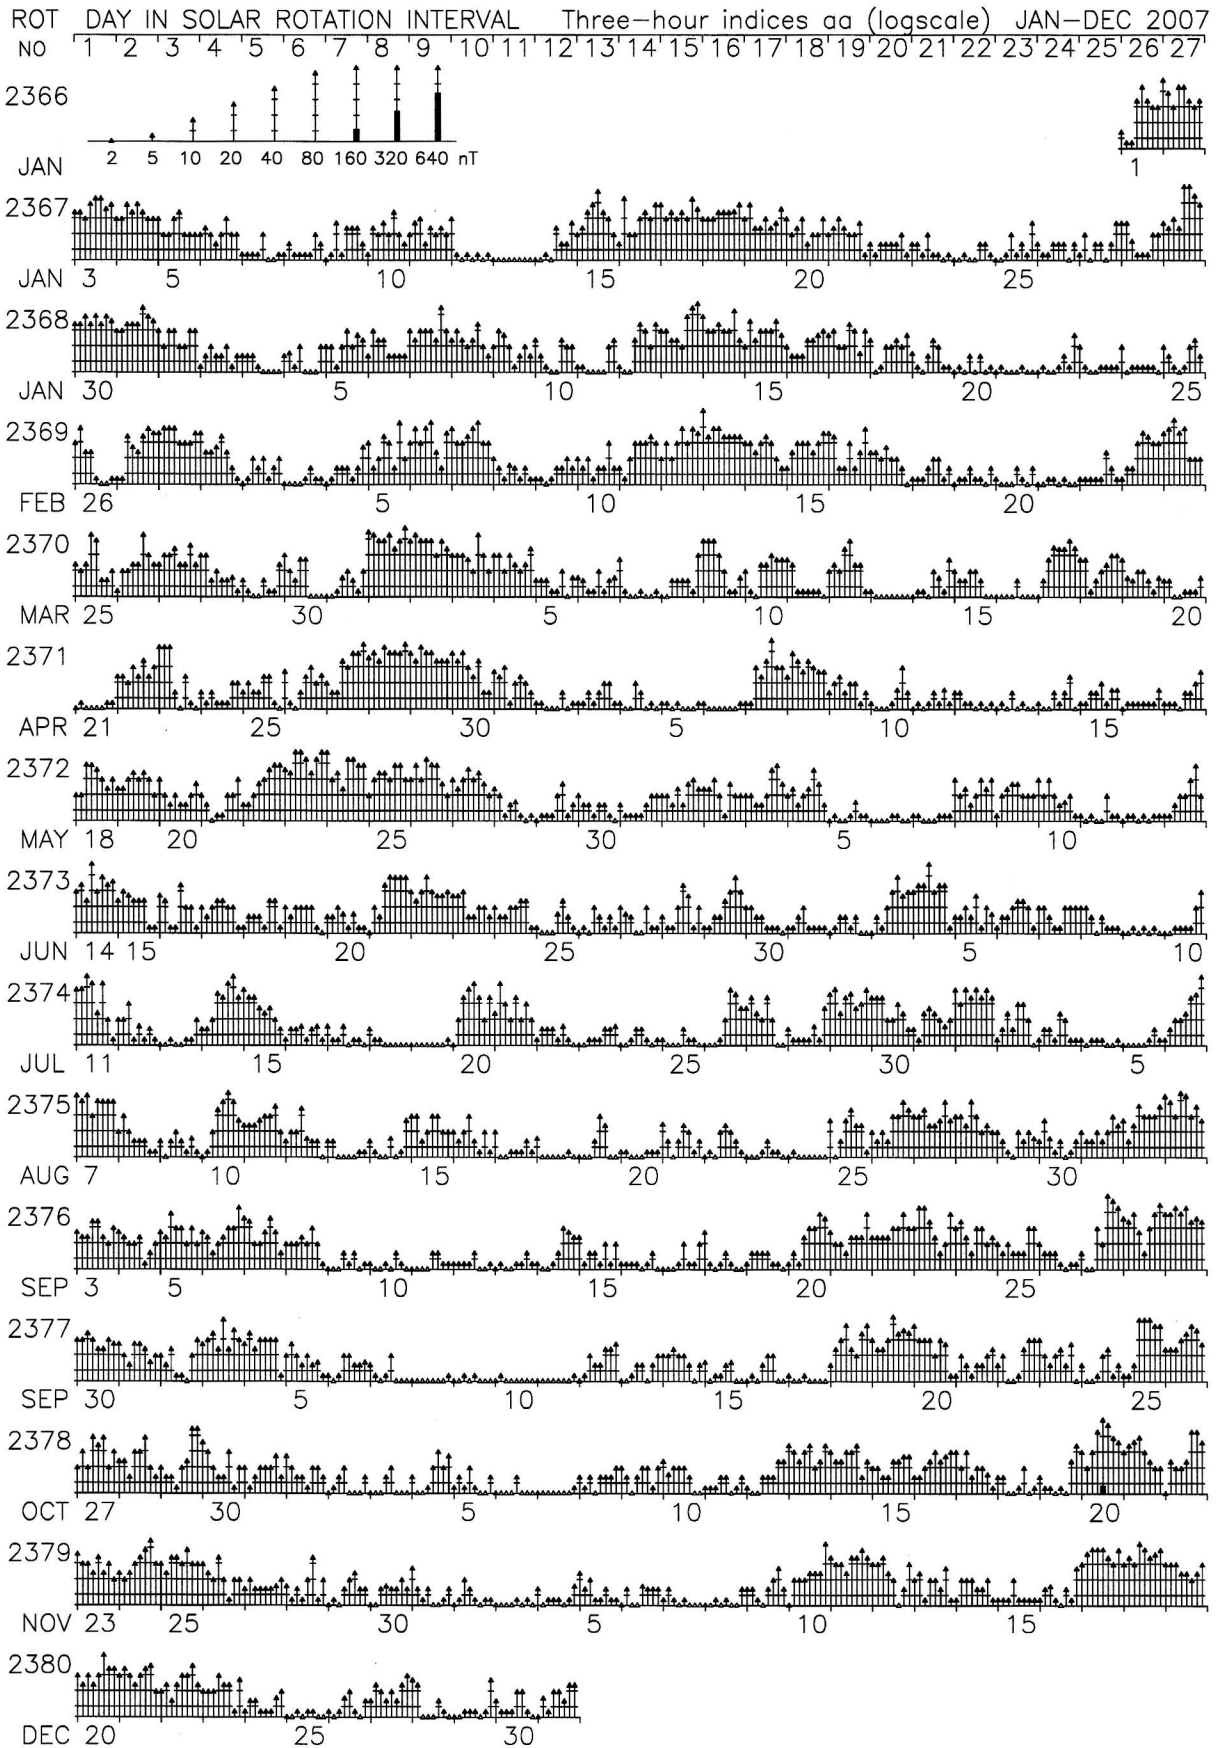 ROT DAY IN SOLAR ROTATION INTERVAL Three-hour indices aa (logscale) JAN-DEC 2007
NO 1 2 3 4 5 6 7 8 9 10 11 12 13 14 15 16 17 18 19 20 21 22 23 24 25 26 27
2366
2 5 10 20 40 80 160 320 640 nT
JAN 1
2367
JAN 3 5 10 15 20 25
2368
JAN 30 5 10 15 20 25
2369
FEB 26 5 10 15 20
2370
MAR 25 30 5 10 15 20
2371
APR 21 25 30 5 10 15
2372
MAY 18 20 25 30 5 10
2373
JUN 14 15 20 25 30 5 10
2374
JUL 11 15 20 25 30 5
2375
AUG 7 10 15 20 25 30
2376
SEP 3 5 10 15 20 25
2377
SEP 30 5 10 15 20 25
2378
OCT 27 30 5 10 15 20
2379
NOV 23 25 30 5 10 15
2380
DEC 20 25 30